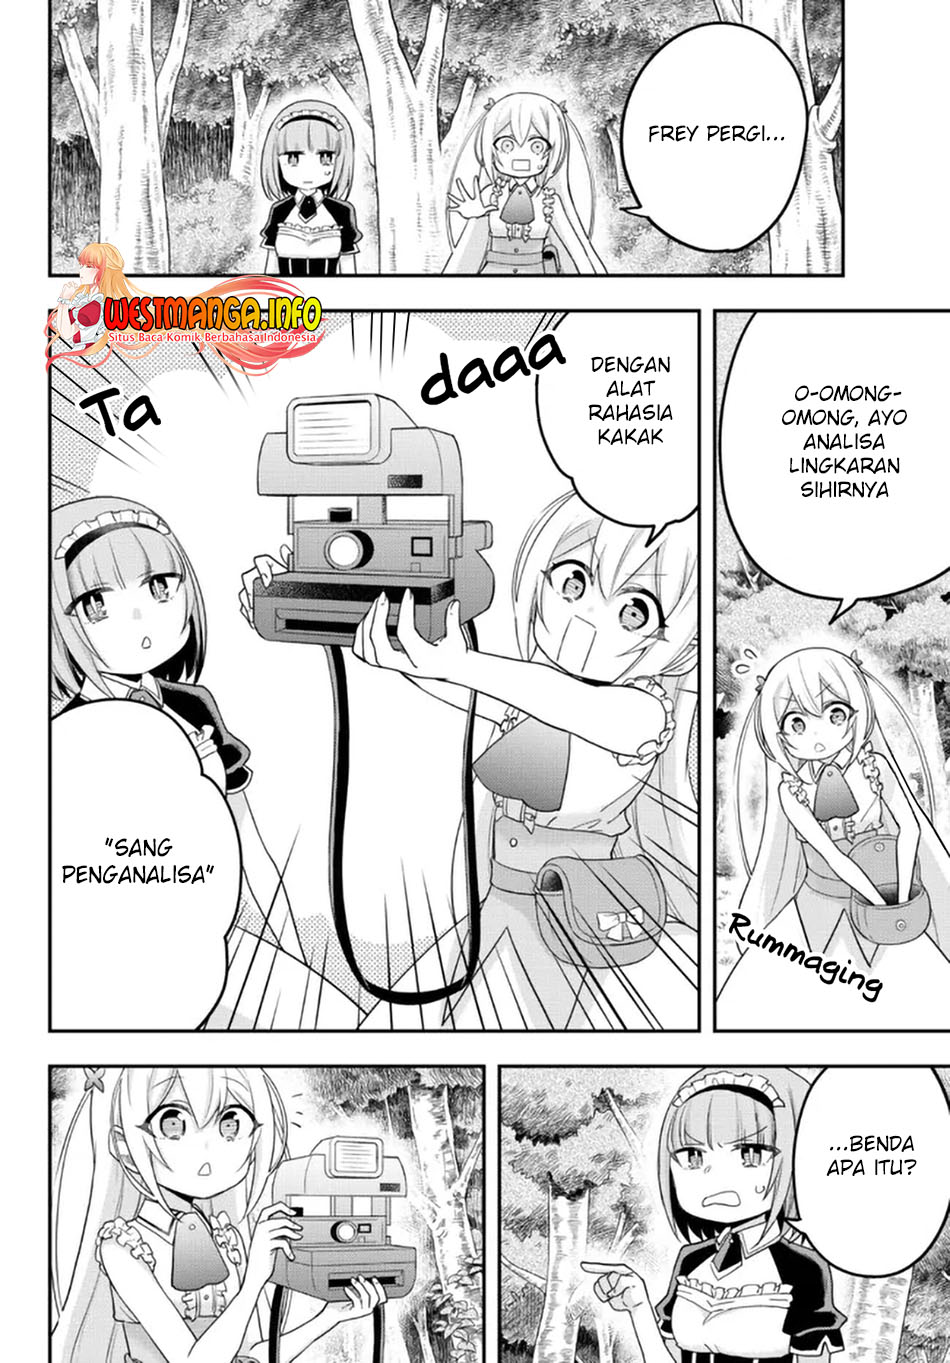 FREY PERGI...
WESTMANGA.INFO
Situs Baca Komik Berbahasa Indonesia
O-OMONG-
OMONG, AYO
ANALISA
LINGKARAN
SIHIRNYA
Rummaging
DENGAN
ALAT
RAHASIA
KAKAK
Ta
daaa
"SANG
PENGANALISA"
...BENDA
APA ITU?